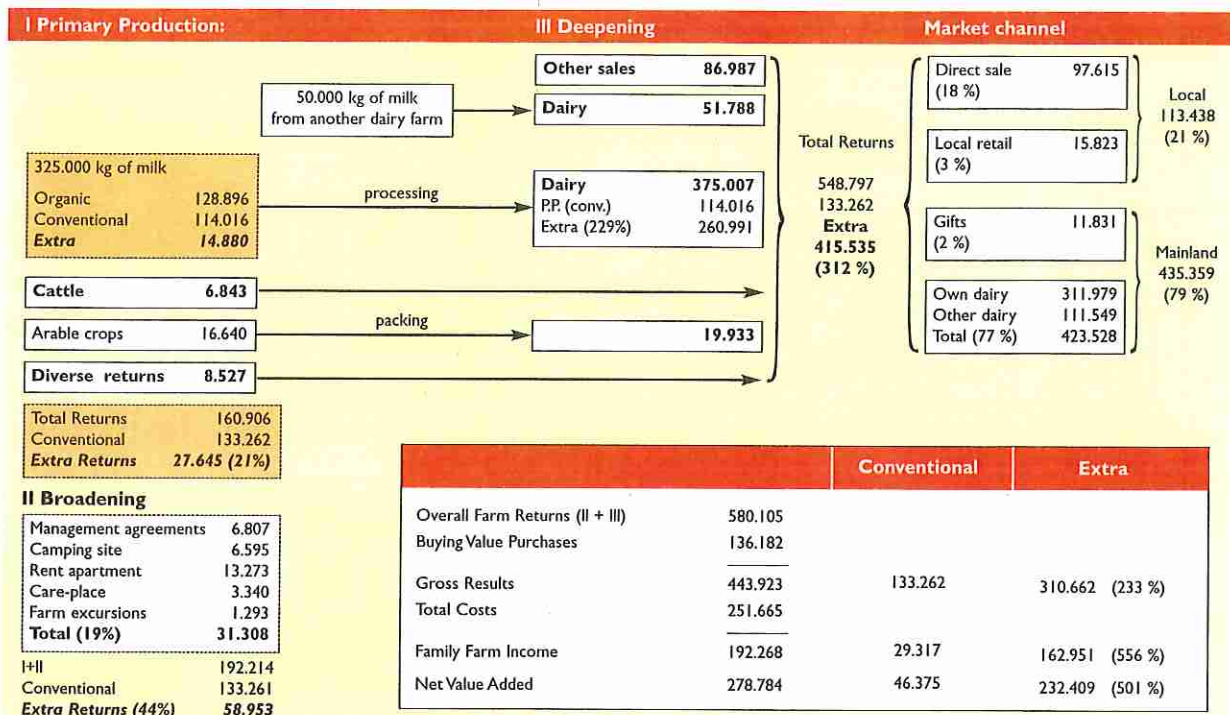 I Primary Production:
III Deepening
Market channel
Other sales 86.987
50.000 kg of milk
from another dairy farm
Dairy 51.788
325.000 kg of milk
Organic 128.896
Conventional 114.016
Extra 14.880
processing
Dairy 375.007
P.P. (conv.) 114.016
Extra (229%) 260.991
Cattle 6.843
Arable crops 16.640
packing
19.933
Diverse returns 8.527
Total Returns
548.797
133.262
Extra
415.535
(312 %)
Direct sale 97.615
(18 %)
Local retail 15.823
(3 %)
Local
113.438
(21 %)
Gifts 11.831
(2 %)
Own dairy 311.979
Other dairy 111.549
Total (77 %) 423.528
Mainland
435.359
(79 %)
Total Returns 160.906
Conventional 133.262
Extra Returns 27.645 (21%)
II Broadening
Management agreements 6.807
Camping site 6.595
Rent apartment 13.273
Care-place 3.340
Farm excursions 1.293
Total (19%) 31.308
I+II 192.214
Conventional 133.261
Extra Returns (44%) 58.953
Conventional Extra
Overall Farm Returns (II + III) 580.105
Buying Value Purchases 136.182
Gross Results 443.923 133.262 310.662 (233 %)
Total Costs 251.665
Family Farm Income 192.268 29.317 162.951 (556 %)
Net Value Added 278.784 46.375 232.409 (501 %)